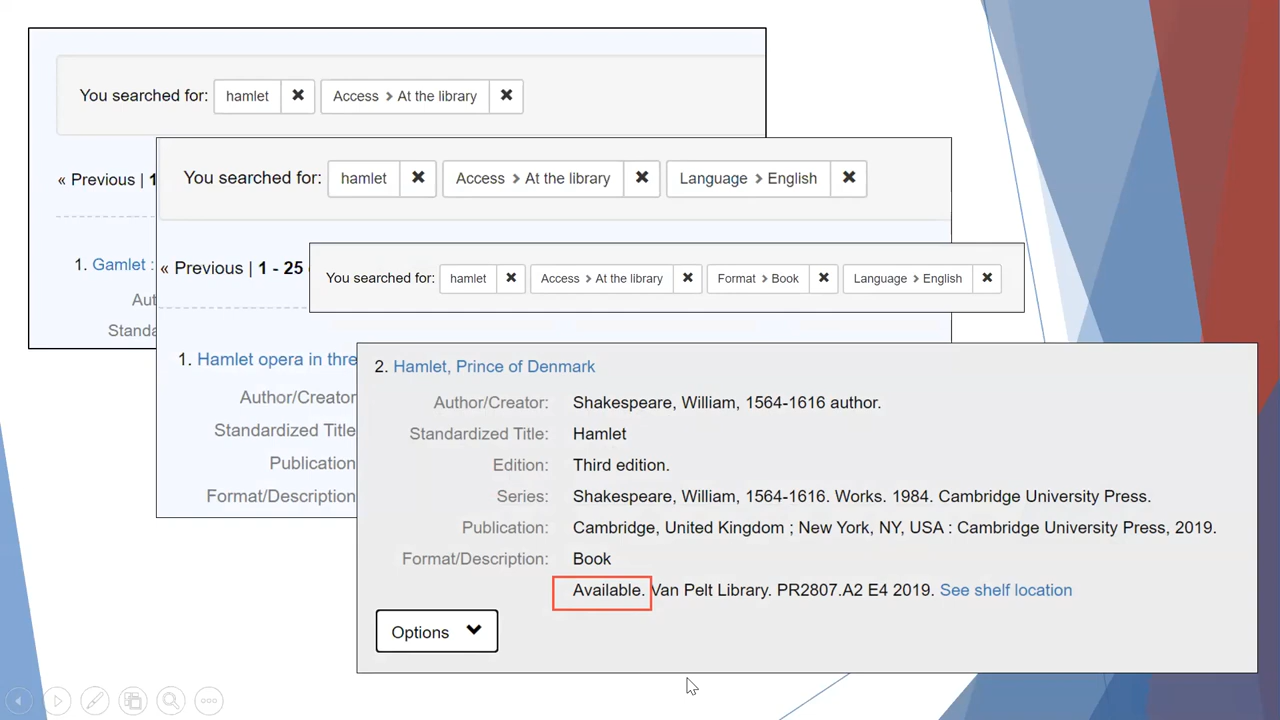 You searched for: hamlet ✖ Access > At the library ✖
« Previous | 1
1. Gamlet :
Aut
Standa
You searched for: hamlet ✖ Access > At the library ✖ Language > English ✖
« Previous | 1 - 25
1. Hamlet opera in thre
Author/Creator
Standardized Title
Publication
Format/Description
You searched for: hamlet ✖ Access > At the library ✖ Format > Book ✖ Language > English ✖
2. Hamlet, Prince of Denmark
Author/Creator: Shakespeare, William, 1564-1616 author.
Standardized Title: Hamlet
Edition: Third edition.
Series: Shakespeare, William, 1564-1616. Works. 1984. Cambridge University Press.
Publication: Cambridge, United Kingdom ; New York, NY, USA : Cambridge University Press, 2019.
Format/Description: Book
Available. Van Pelt Library. PR2807.A2 E4 2019. See shelf location
Options